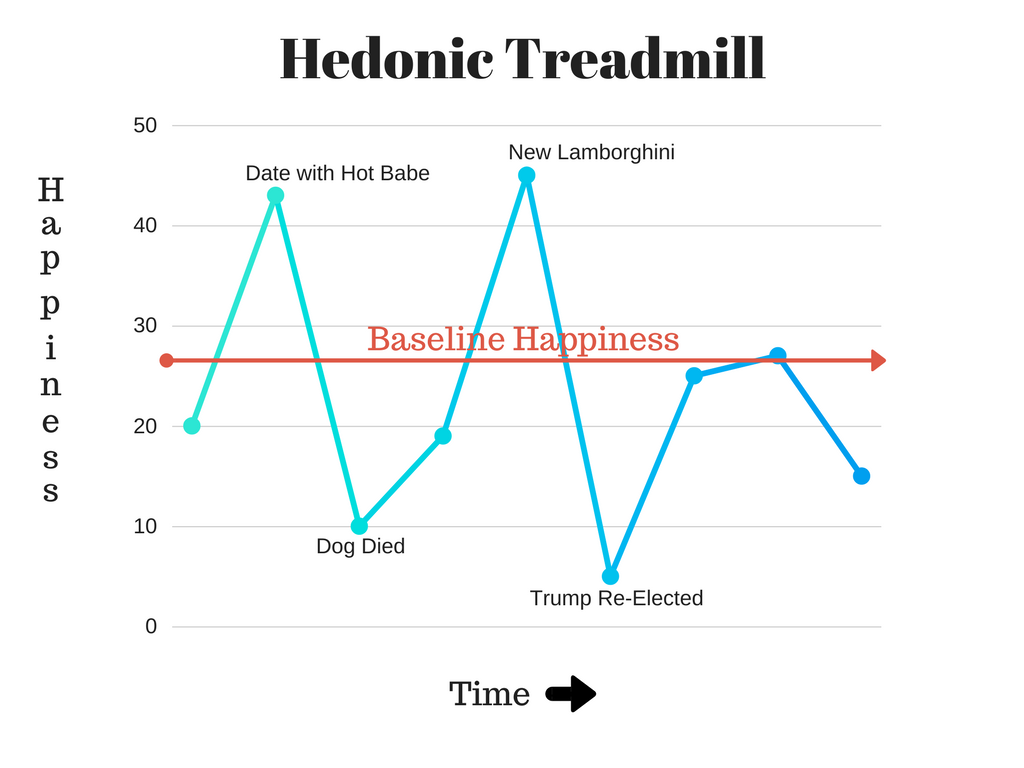 Hedonic Treadmill
50
New Lamborghini
Date with Hot Babe
Happiness
40
30
Baseline Happiness
20
10
Dog Died
Trump Re-Elected
0
Time